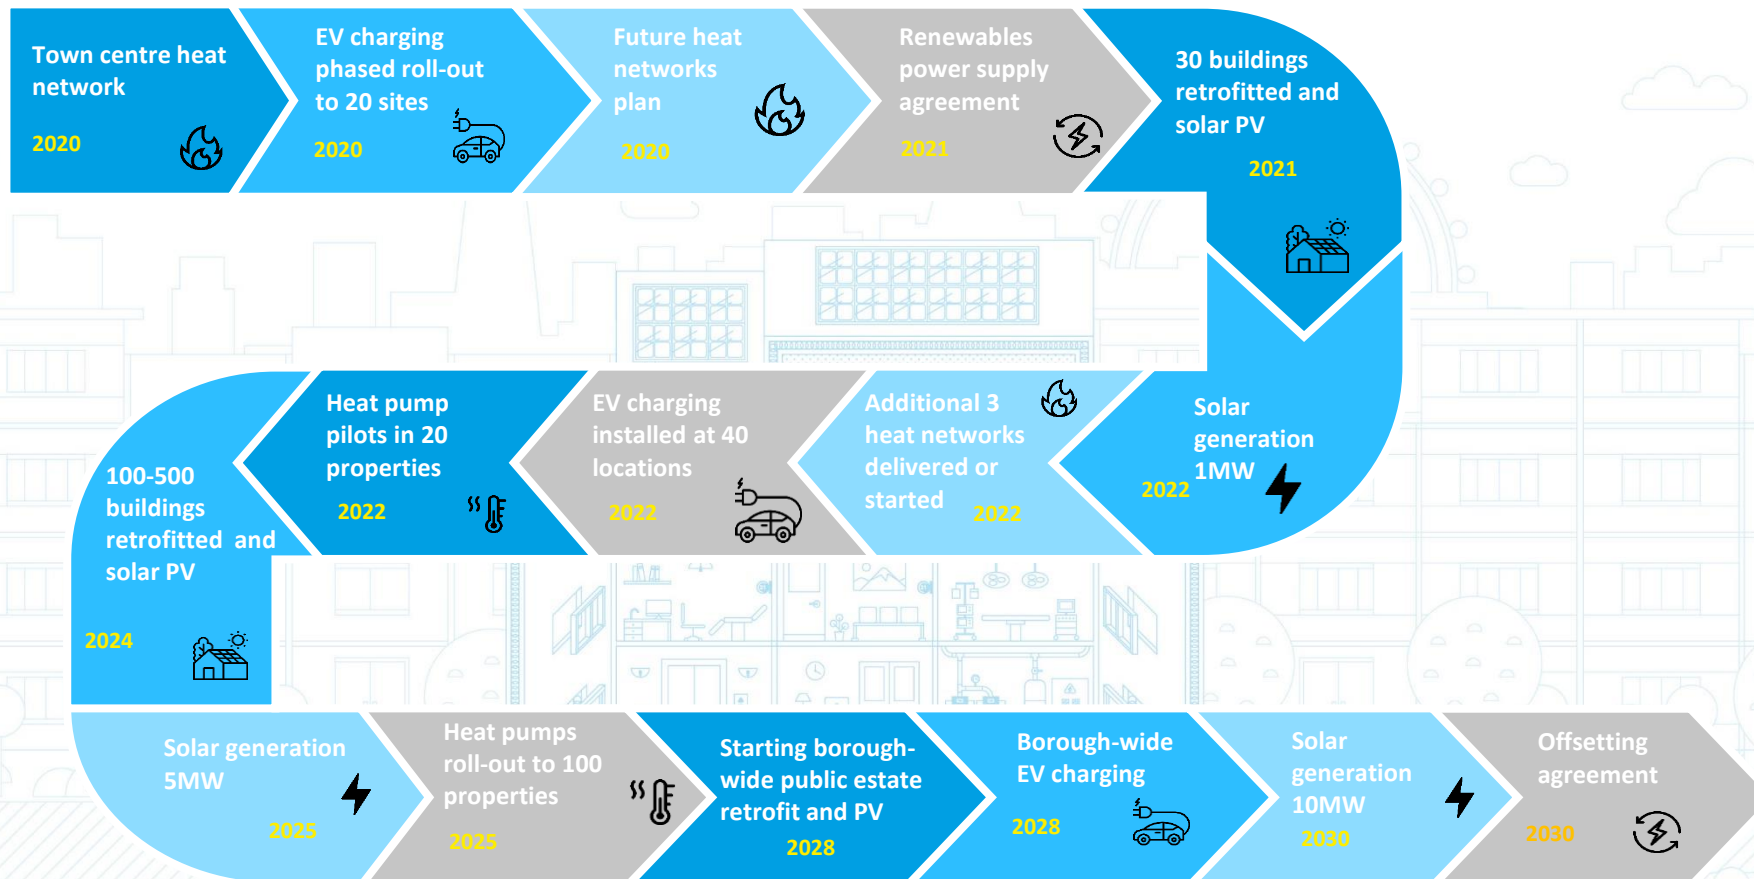 Town centre heat
network
2020
EV charging
phased roll-out
to 20 sites
2020
Future heat
networks
plan
2020
Renewables
power supply
agreement
2021
30 buildings
retrofitted and
solar PV
2021
Solar
generation
1MW
2022
Additional 3
heat networks
delivered or
started
2022
EV charging
installed at 40
locations
2022
Heat pump
pilots in 20
properties
2022
100-500
buildings
retrofitted and
solar PV
2024
Solar generation
5MW
2025
Heat pumps
roll-out to 100
properties
2025
Starting borough-
wide public estate
retrofit and PV
2028
Borough-wide
EV charging
2028
Solar
generation
10MW
2030
Offsetting
agreement
2030